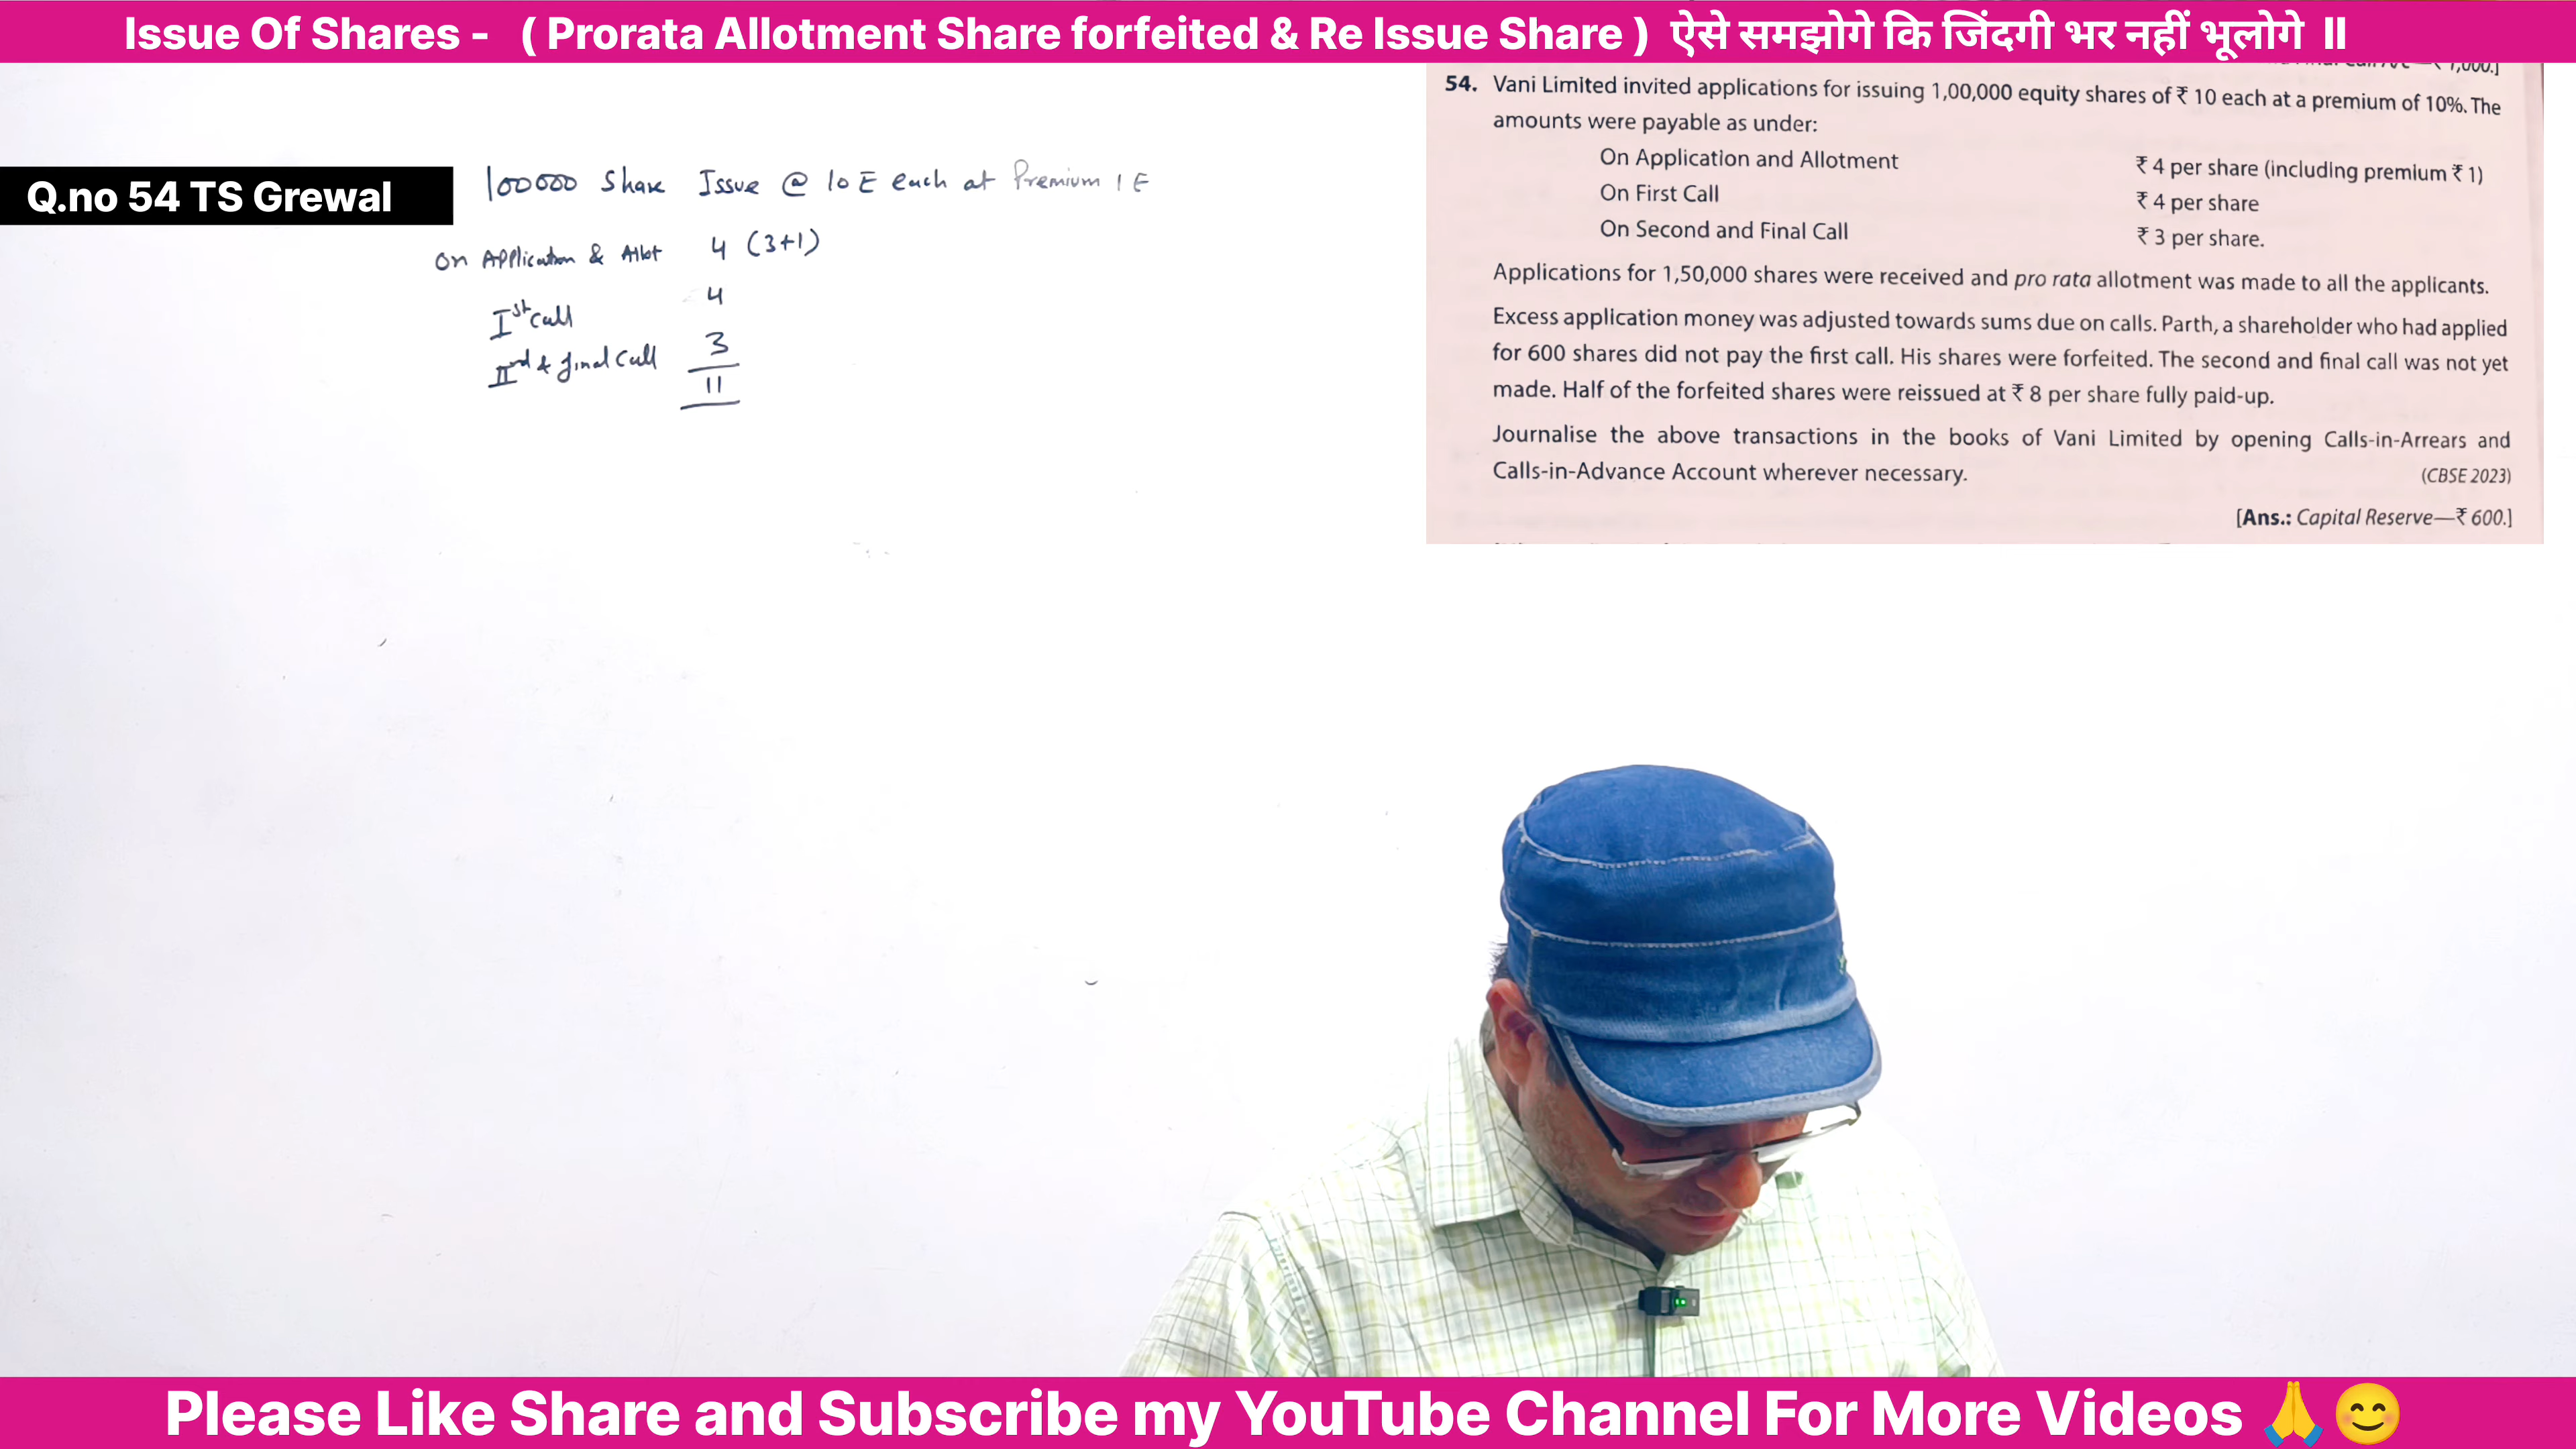 Issue Of Shares - ( Prorata Allotment Share forfeited & Re Issue Share ) ऐसे समझोगे कि जिंदगी भर नहीं भूलोगे ॥
1,000.]
54. Vani Limited invited applications for issuing 1,00,000 equity shares of ₹ 10 each at a premium of 10%. The
amounts were payable as under:
On Application and Allotment ₹ 4 per share (including premium ₹ 1)
On First Call ₹ 4 per share
On Second and Final Call ₹ 3 per share.
Applications for 1,50,000 shares were received and pro rata allotment was made to all the applicants.
Excess application money was adjusted towards sums due on calls. Parth, a shareholder who had applied
for 600 shares did not pay the first call. His shares were forfeited. The second and final call was not yet
made. Half of the forfeited shares were reissued at ₹ 8 per share fully paid-up.
Journalise the above transactions in the books of Vani Limited by opening Calls-in-Arrears and
Calls-in-Advance Account wherever necessary. (CBSE 2023)
[Ans.: Capital Reserve—₹ 600.]
Q.no 54 TS Grewal
100000 Share Issue @ 10 E each at Premium 1 E
On Application & Allot 4 (3+1)
Ist Call 4
IInd & final Call 3
11
Please Like Share and Subscribe my YouTube Channel For More Videos 🙏😊